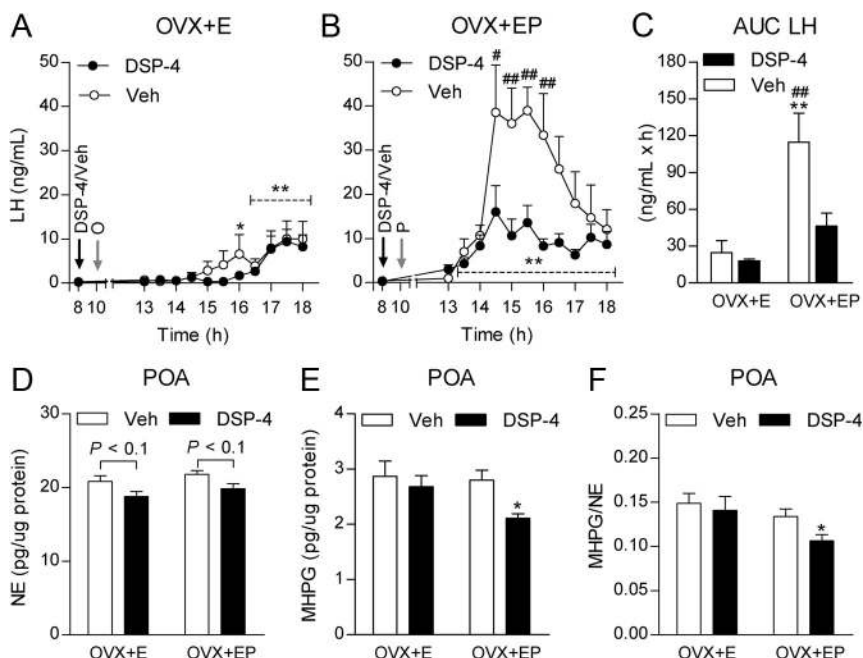 A OVX+E
DSP-4
Veh
LH (ng/mL)
50
40
30
20
10
0
DSP-4/Veh
O
*
**
8 10 13 14 15 16 17 18
Time (h)
B OVX+EP
DSP-4
Veh
50
40
30
20
10
0
DSP-4/Veh
P
# ## ## ##
**
8 10 13 14 15 16 17 18
Time (h)
C AUC LH
DSP-4
Veh
(ng/mL x h)
180
150
120
90
60
30
0
##
**
OVX+E OVX+EP
D POA
Veh DSP-4
NE (pg/ug protein)
30
20
10
0
P < 0.1 P < 0.1
OVX+E OVX+EP
E POA
Veh DSP-4
MHPG (pg/ug protein)
4
3
2
1
0
*
OVX+E OVX+EP
F POA
Veh DSP-4
MHPG/NE
0.25
0.20
0.15
0.10
0.05
0.00
*
OVX+E OVX+EP